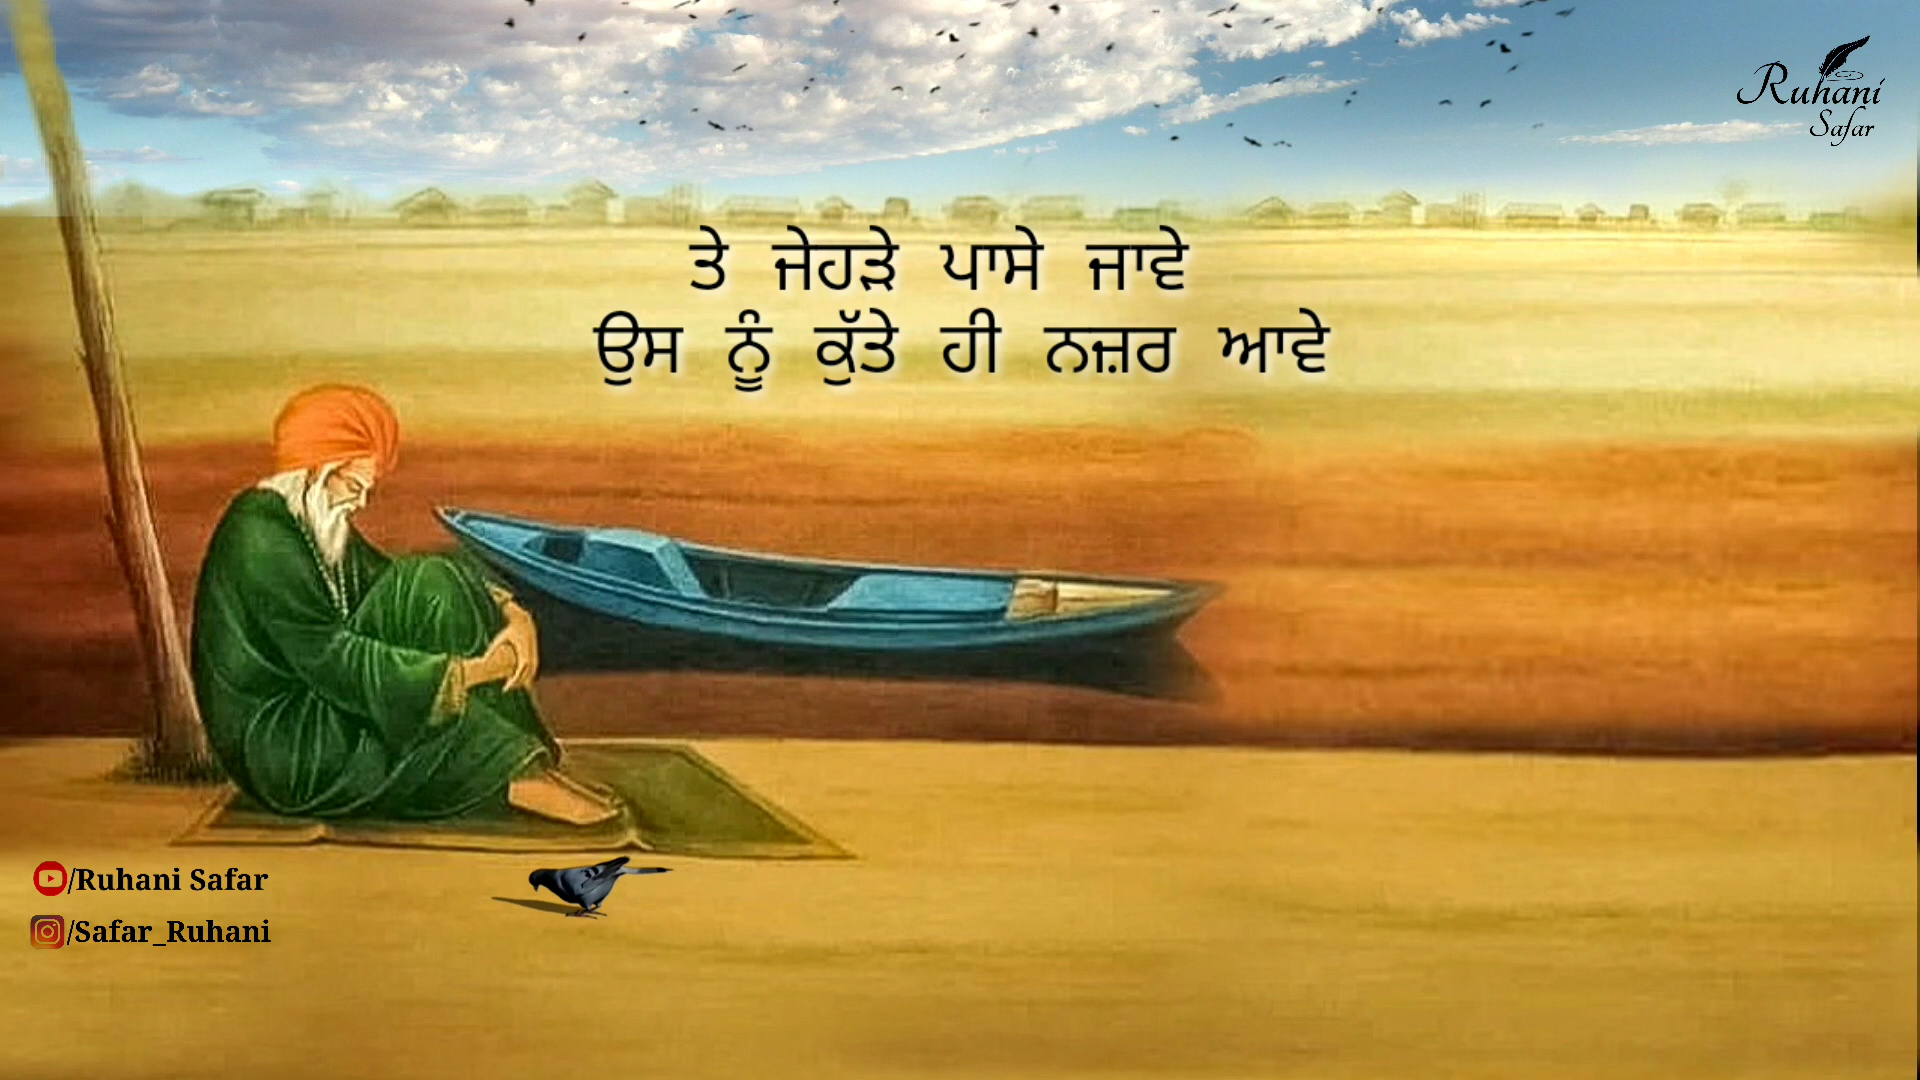 Ruhani
Safar
ਤੇ ਜੇਹੜੇ ਪਾਸੇ ਜਾਵੇ
ਉਸ ਨੂੰ ਕੁੱਤੇ ਹੀ ਨਜ਼ਰ ਆਵੇ
/Ruhani Safar
/Safar_Ruhani